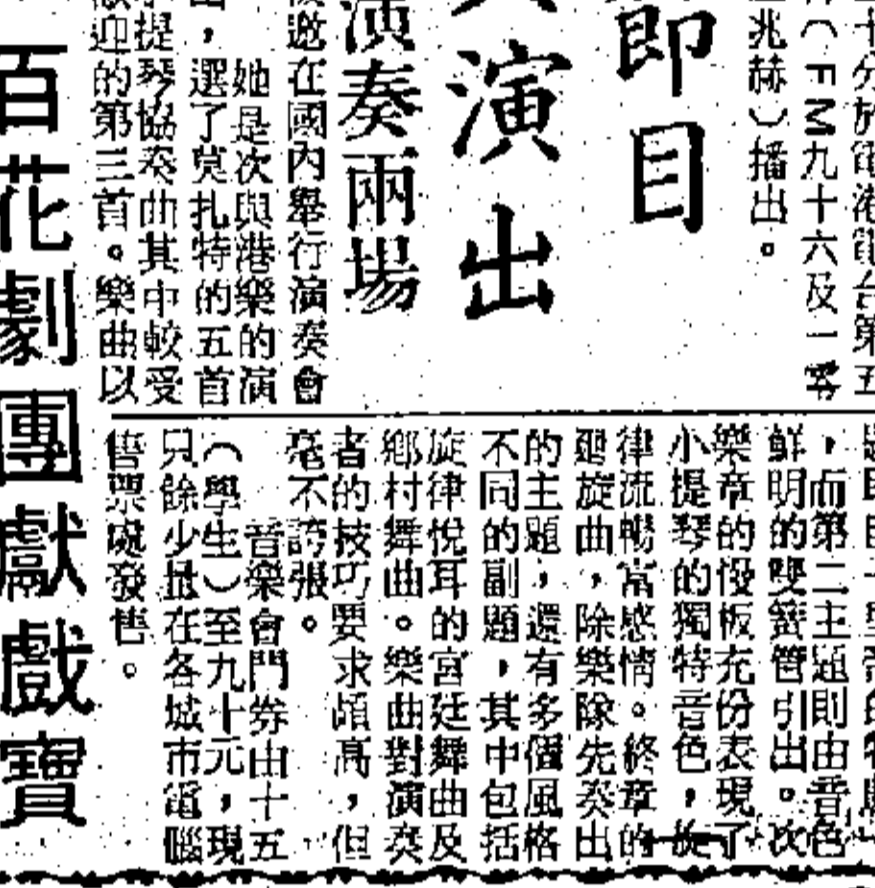 十分於電港電台第五
（FM九十六及一零
兆赫）播出。
即目
演出
演奏兩場
邀在國內舉行演奏會
她是次與港樂的演
，選了莫扎特的五首
提琴協奏曲其中較受
迎的第三首。樂曲以
，而第二主題則由音色
鮮明的雙簧管引出。次
樂章的慢板充份表現了
小提琴的獨特音色，旋
律流暢富感情。終章的
迴旋曲，除樂隊先奏出
的主題，還有多個風格
不同的副題，其中包括
旋律悅耳的宮廷舞曲及
鄉村舞曲。樂曲對演奏
者的技巧要求頗高，但
毫不誇張。
音樂會門券由十五
（學生）至九十元，現
只餘少量在各城市電腦
售票處發售。
百花劇團獻戲寶